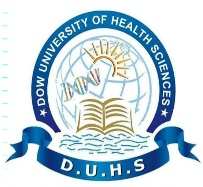 DOW UNIVERSITY OF HEALTH SCIENCES
D.U.H.S